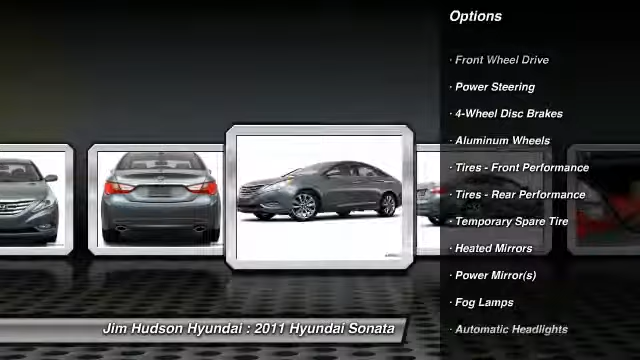 Options
· Front Wheel Drive
· Power Steering
· 4-Wheel Disc Brakes
· Aluminum Wheels
· Tires - Front Performance
· Tires - Rear Performance
· Temporary Spare Tire
· Heated Mirrors
· Power Mirror(s)
· Fog Lamps
· Automatic Headlights
Jim Hudson Hyundai : 2011 Hyundai Sonata